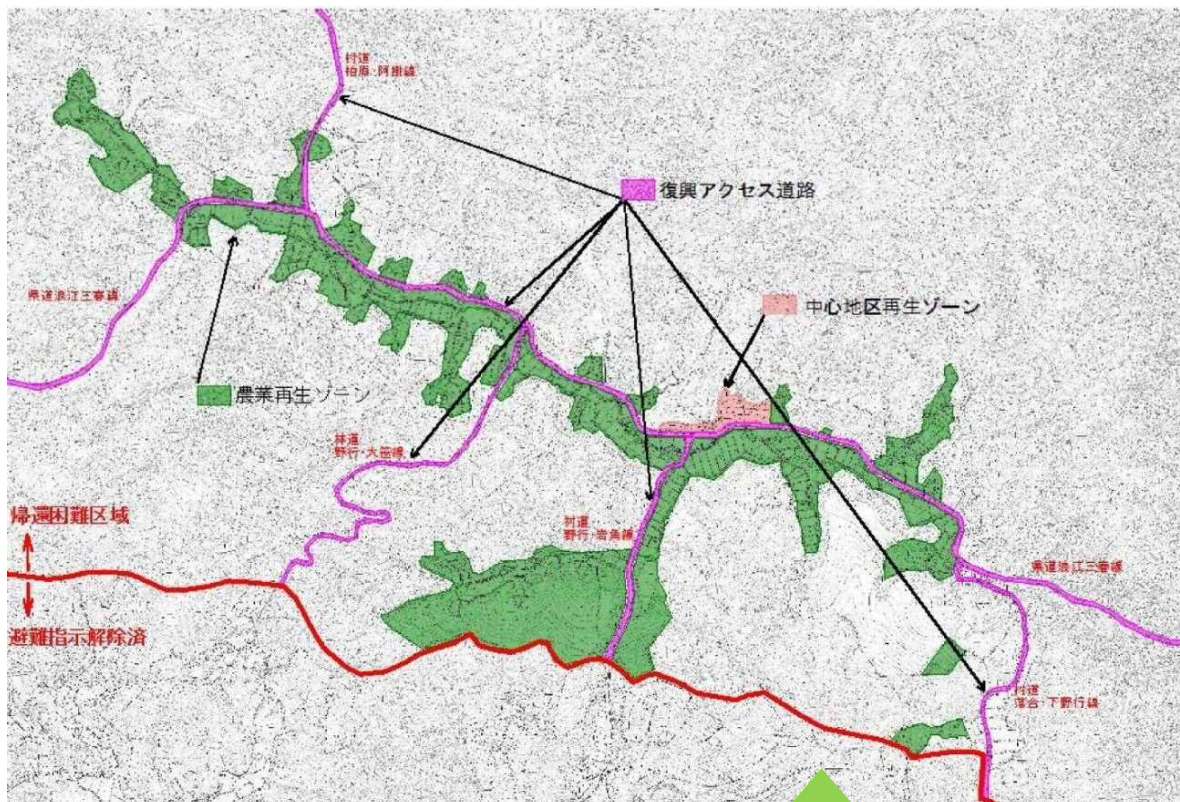 村道
柏原・阿掛線
復興アクセス道路
県道浪江三春線
中心地区再生ゾーン
農業再生ゾーン
林道
野行・大笹線
帰還困難区域
村道
野行・岩角線
県道浪江三春線
避難指示解除済
村道
落合・下野行線